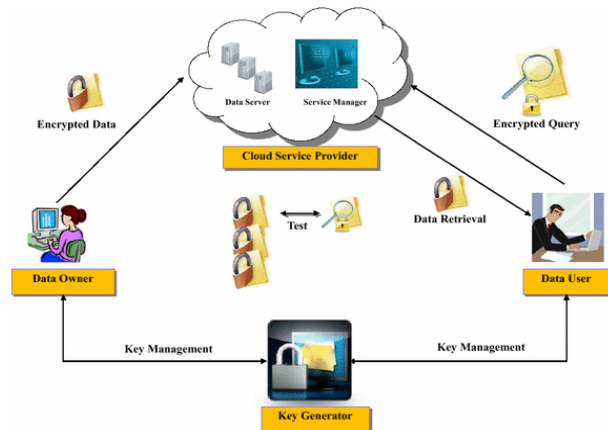 Data Server
Service Manager
Encrypted Data
Encrypted Query
Cloud Service Provider
Test
Data Retrieval
Data Owner
Data User
Key Management
Key Management
Key Generator